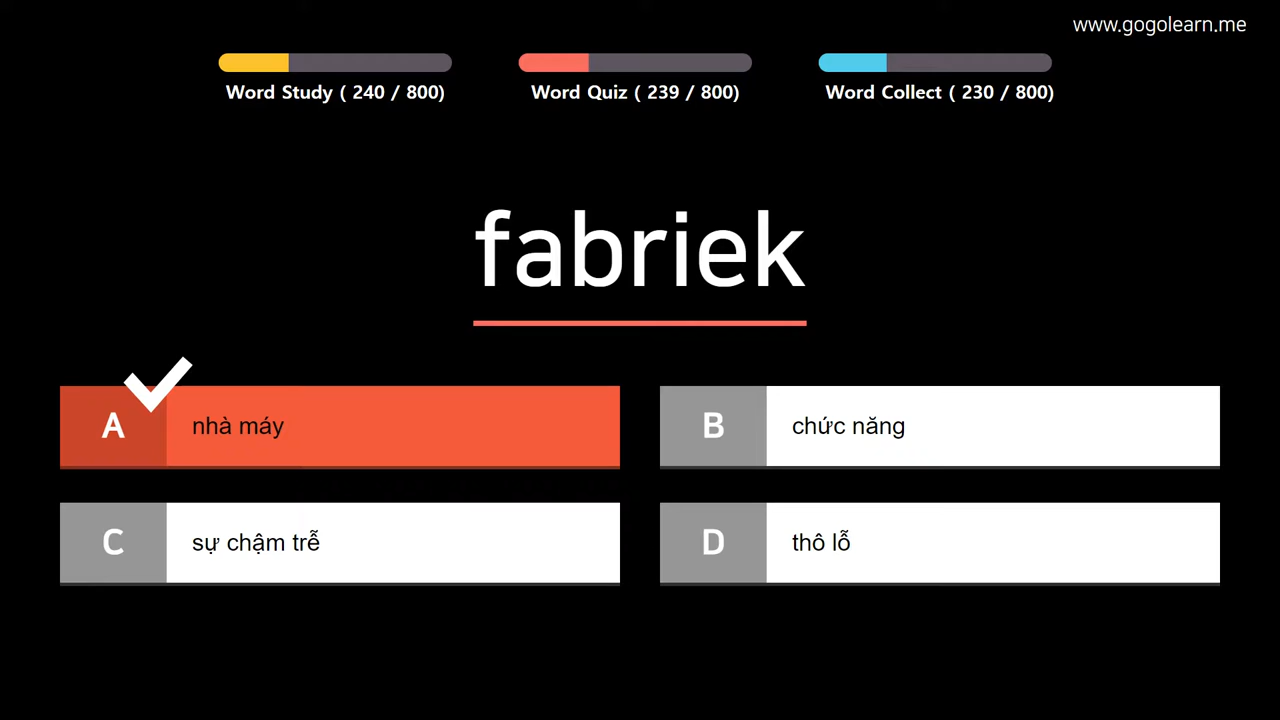 www.gogolearn.me
Word Study ( 240 / 800)
Word Quiz ( 239 / 800)
Word Collect ( 230 / 800)
fabriek
A nhà máy
B chức năng
C sự chậm trễ
D thô lỗ